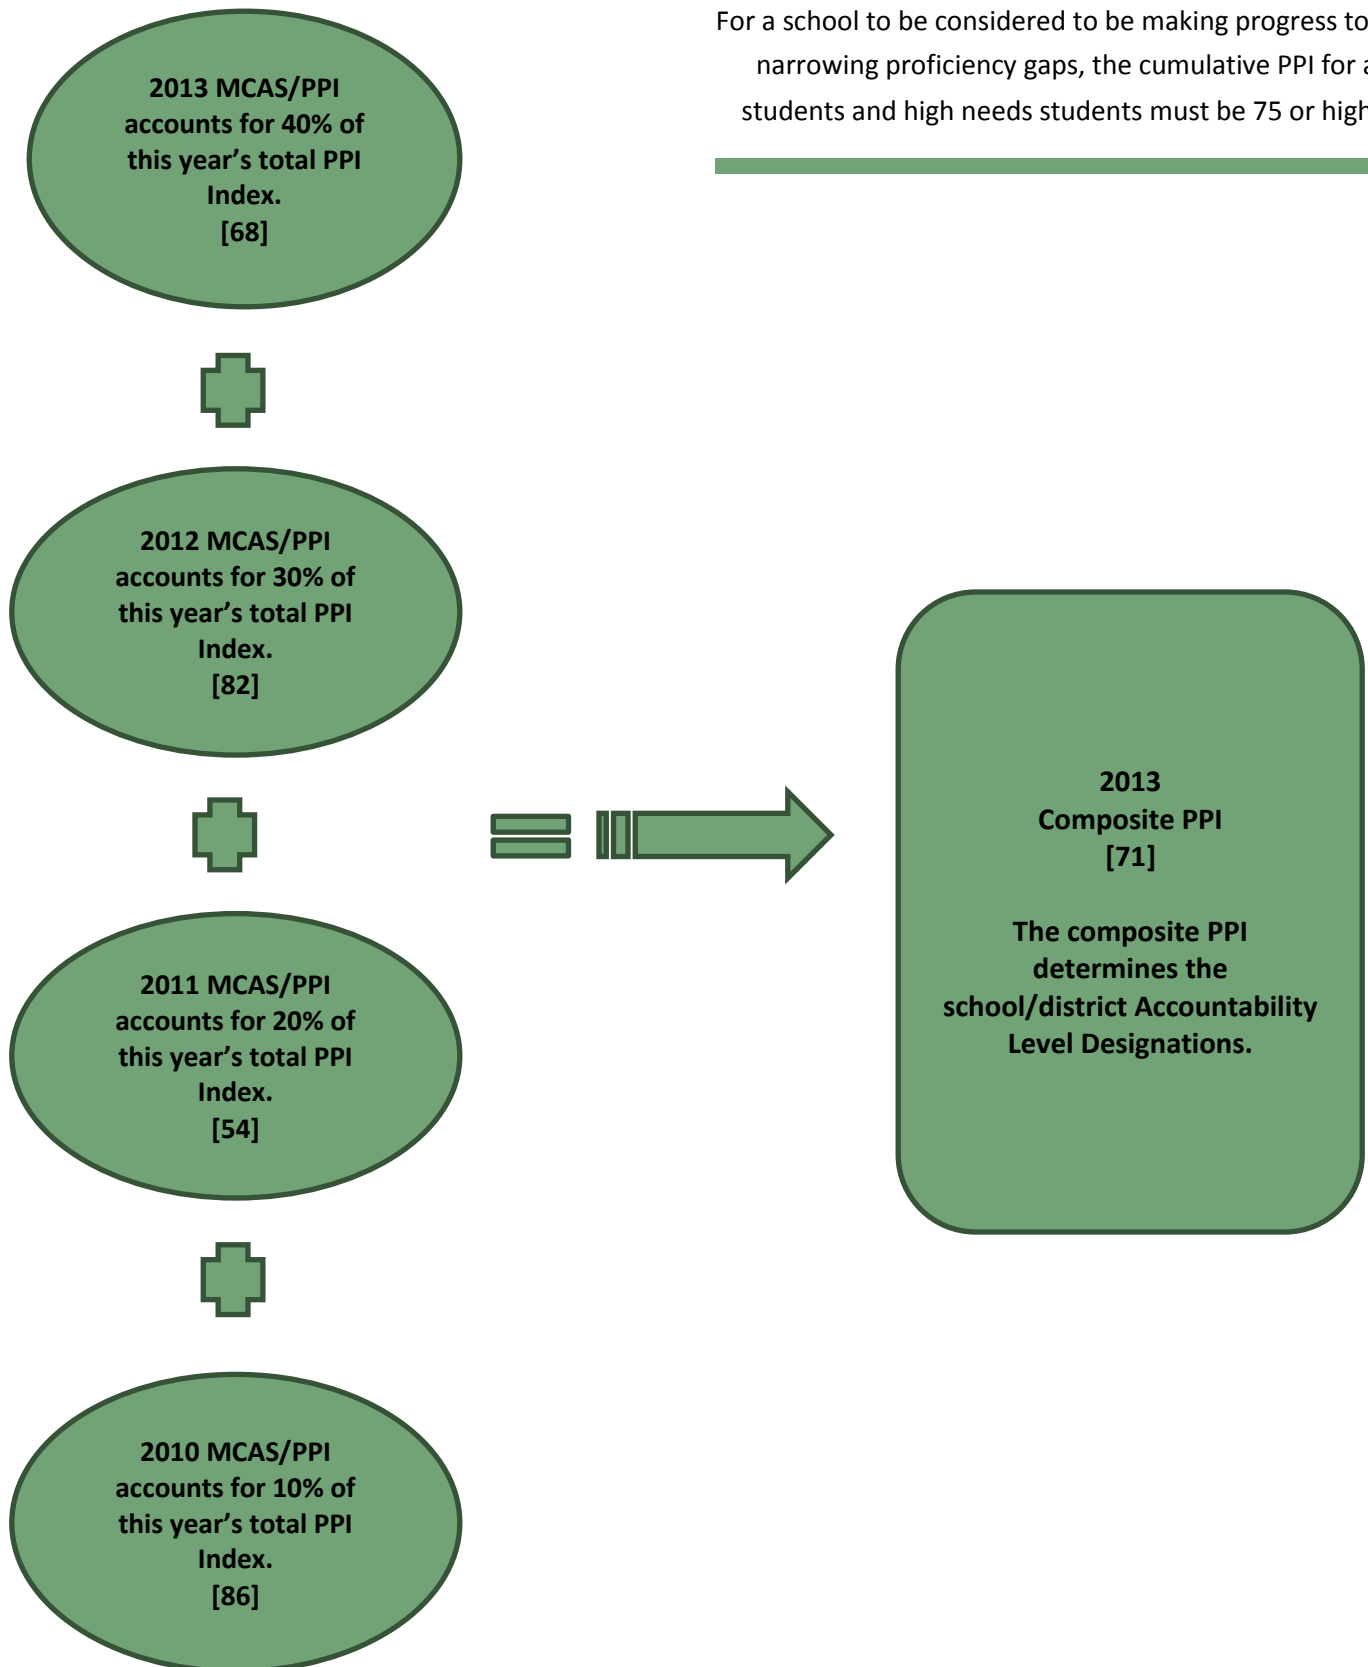 For a school to be considered to be making progress to
narrowing proficiency gaps, the cumulative PPI for
students and high needs students must be 75 or
2013 MCAS/PPI
accounts for 40% of
this year’s total PPI
Index.
[68]
2012 MCAS/PPI
accounts for 30% of
this year’s total PPI
Index.
[82]
2011 MCAS/PPI
accounts for 20% of
this year’s total PPI
Index.
[54]
2010 MCAS/PPI
accounts for 10% of
this year’s total PPI
Index.
[86]
2013
Composite PPI
[71]
The composite PPI
determines the
school/district Accountability
Level Designations.